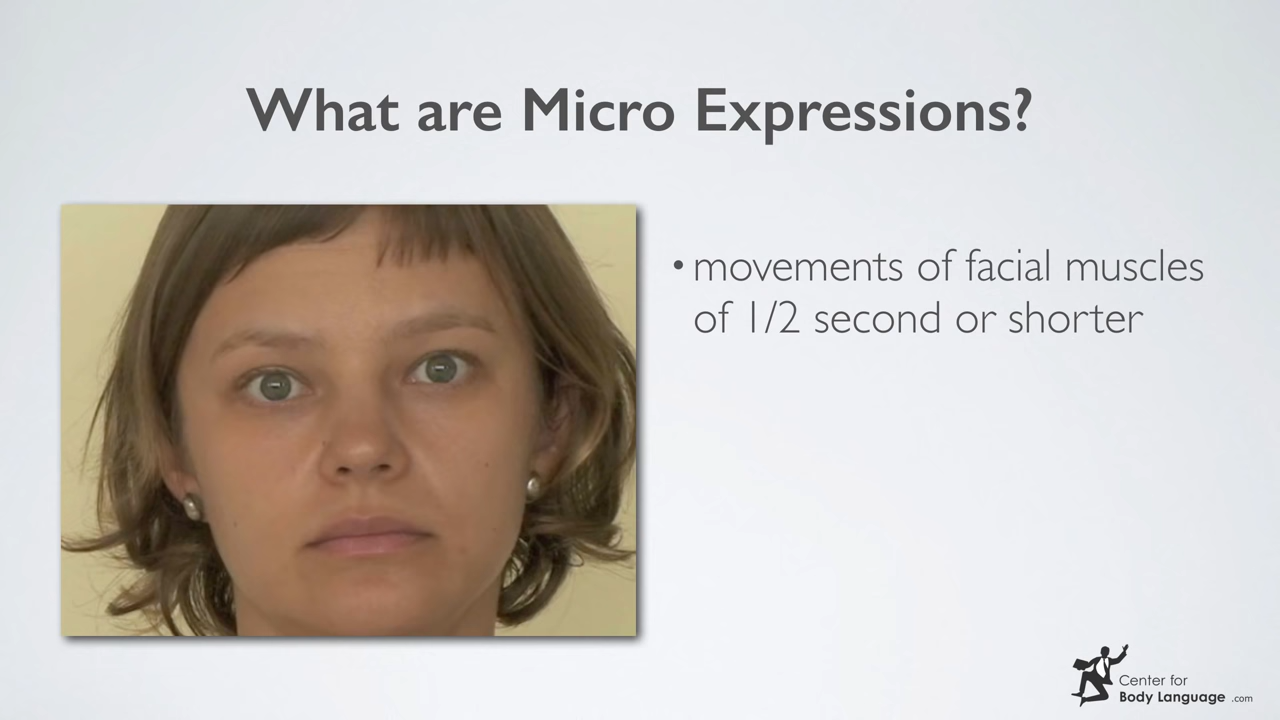 What are Micro Expressions?
• movements of facial muscles
of 1/2 second or shorter
Center for
Body Language .com